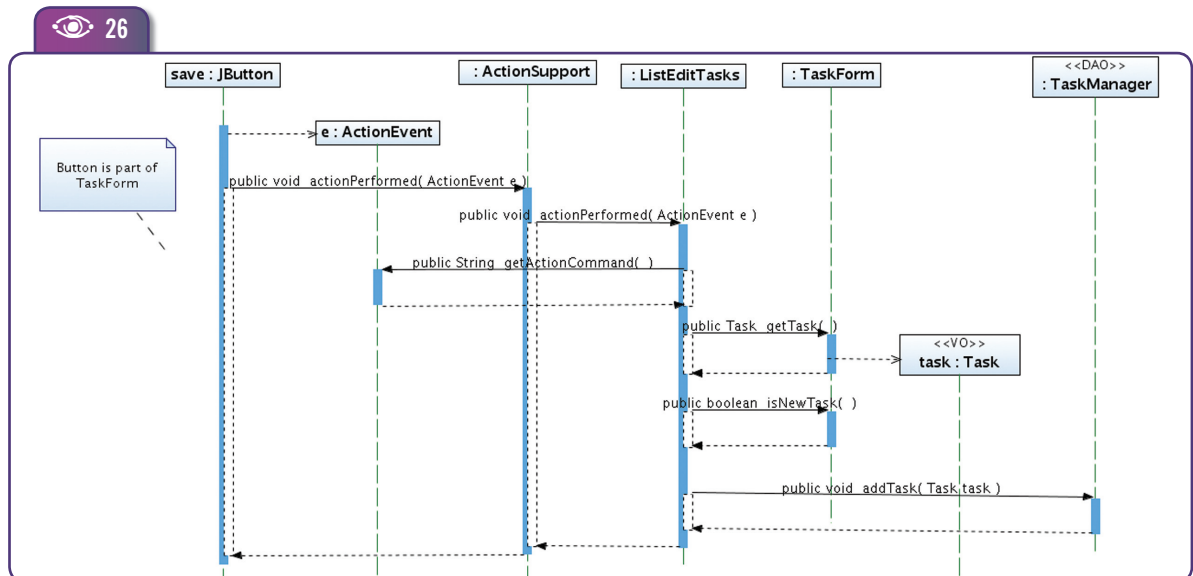 26
save : JButton
: ActionSupport
: ListEditTasks
: TaskForm
<<DAO>>
: TaskManager
e : ActionEvent
Button is part of
TaskForm
public void actionPerformed( ActionEvent e )
public void actionPerformed( ActionEvent e )
public String getActionCommand( )
public Task getTask( )
<<VO>>
task : Task
public boolean isNewTask( )
public void addTask( Task task )